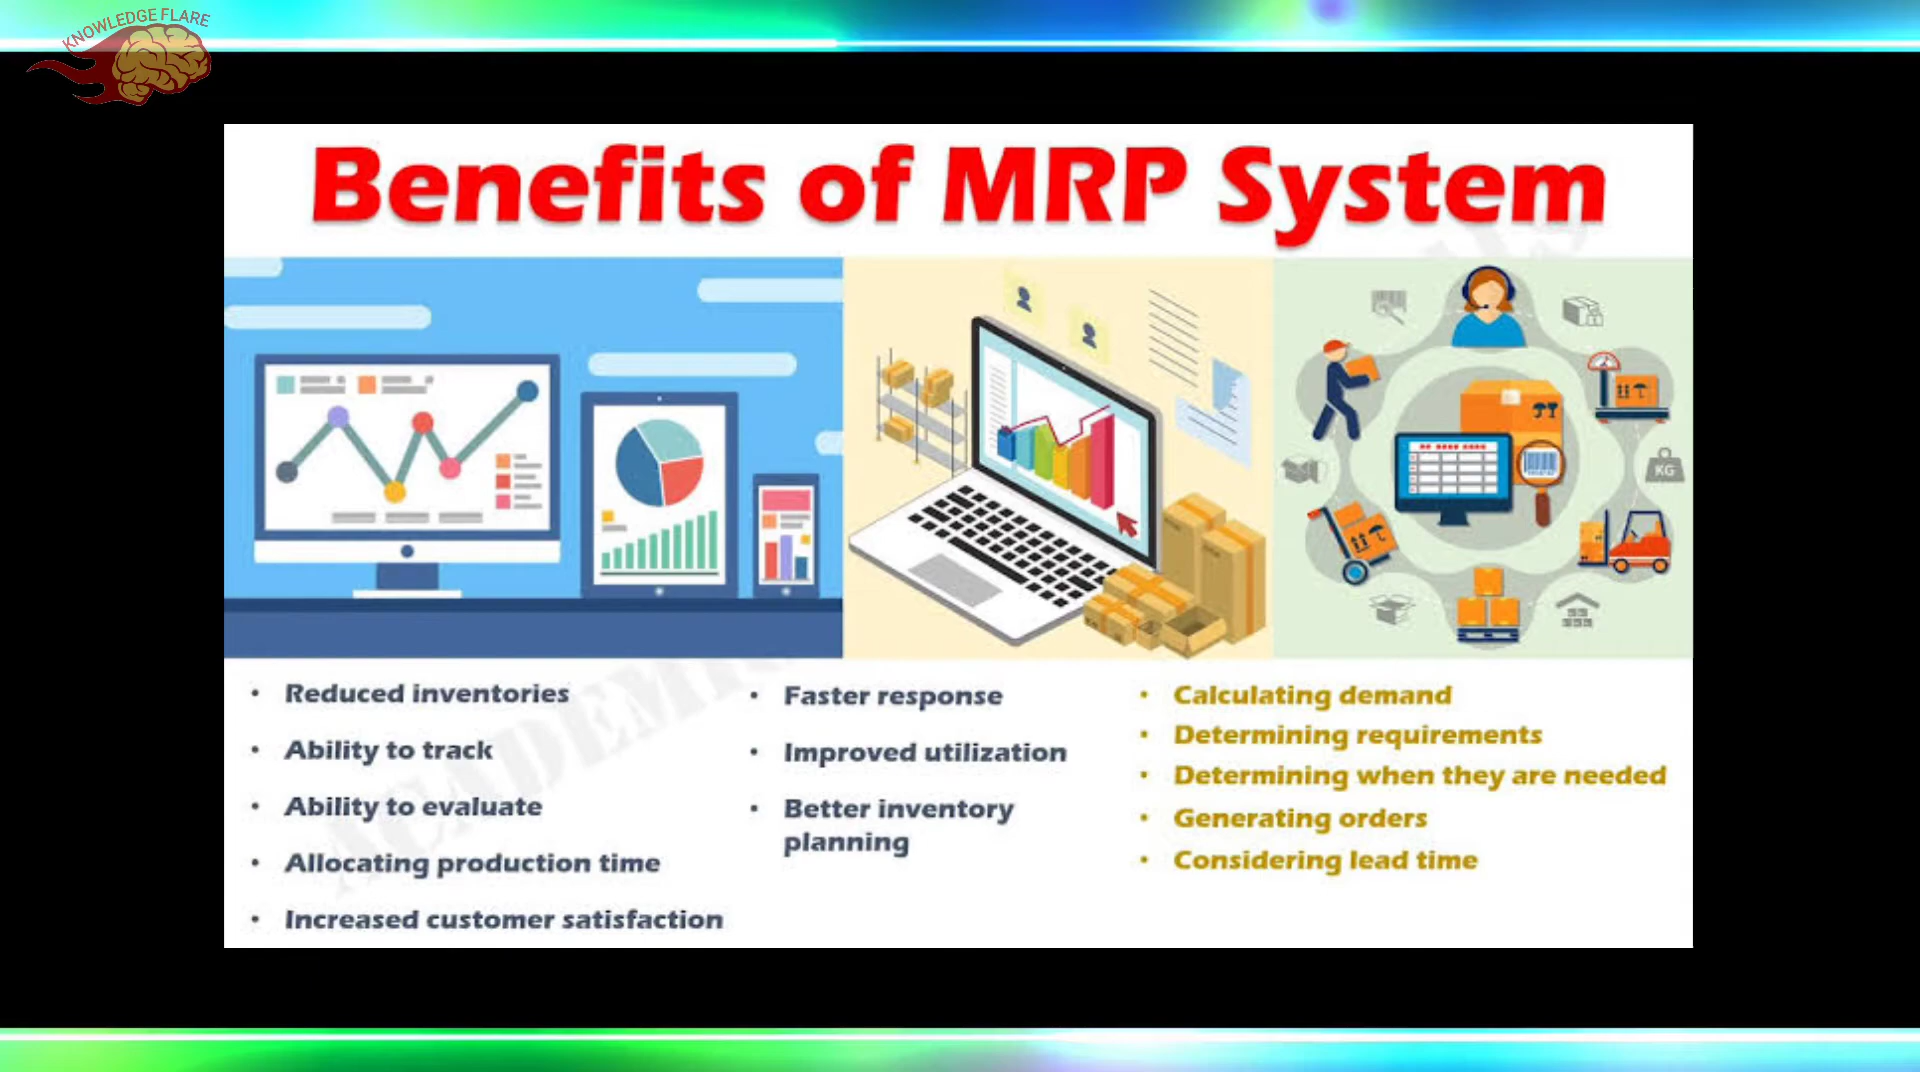 KNOWLEDGE FLARE
Benefits of MRP System
KG
• Reduced inventories
• Ability to track
• Ability to evaluate
• Allocating production time
• Increased customer satisfaction
• Faster response
• Improved utilization
• Better inventory
planning
• Calculating demand
• Determining requirements
• Determining when they are needed
• Generating orders
• Considering lead time